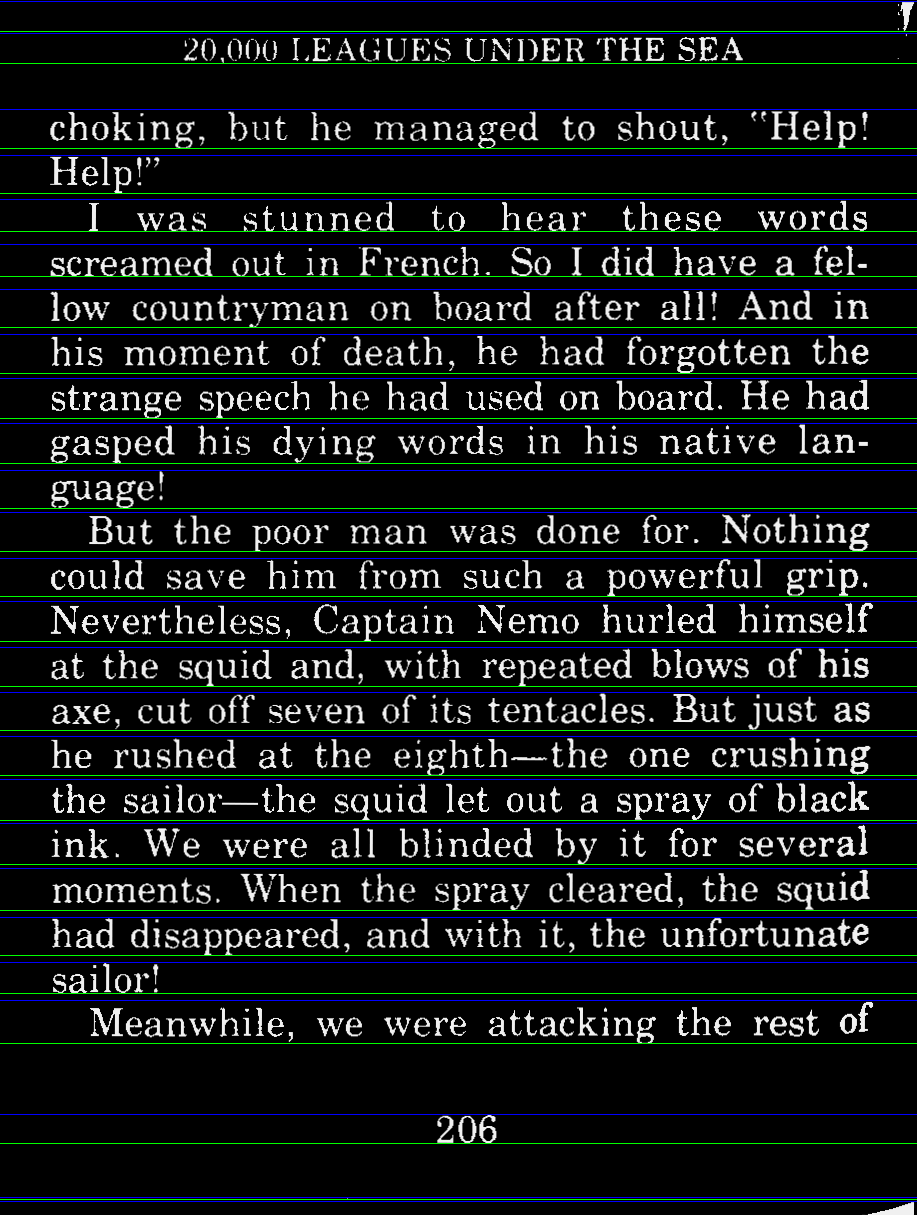 20,000 LEAGUES UNDER THE SEA
choking, but he managed to shout, "Help!
Help!”
I was stunned to hear these words
screamed out in French. So I did have a fel-
low countryman on board after all! And in
his moment of death, he had forgotten the
strange speech he had used on board. He had
gasped his dying words in his native lan-
guage!
But the poor man was done for. Nothing
could save him from such a powerful grip.
Nevertheless, Captain Nemo hurled himself
at the squid and, with repeated blows of his
axe, cut off seven of its tentacles. But just as
he rushed at the eighth—the one crushing
the sailor—the squid let out a spray of black
ink. We were all blinded by it for several
moments. When the spray cleared, the squid
had disappeared, and with it, the unfortunate
sailor!
Meanwhile, we were attacking the rest of
206